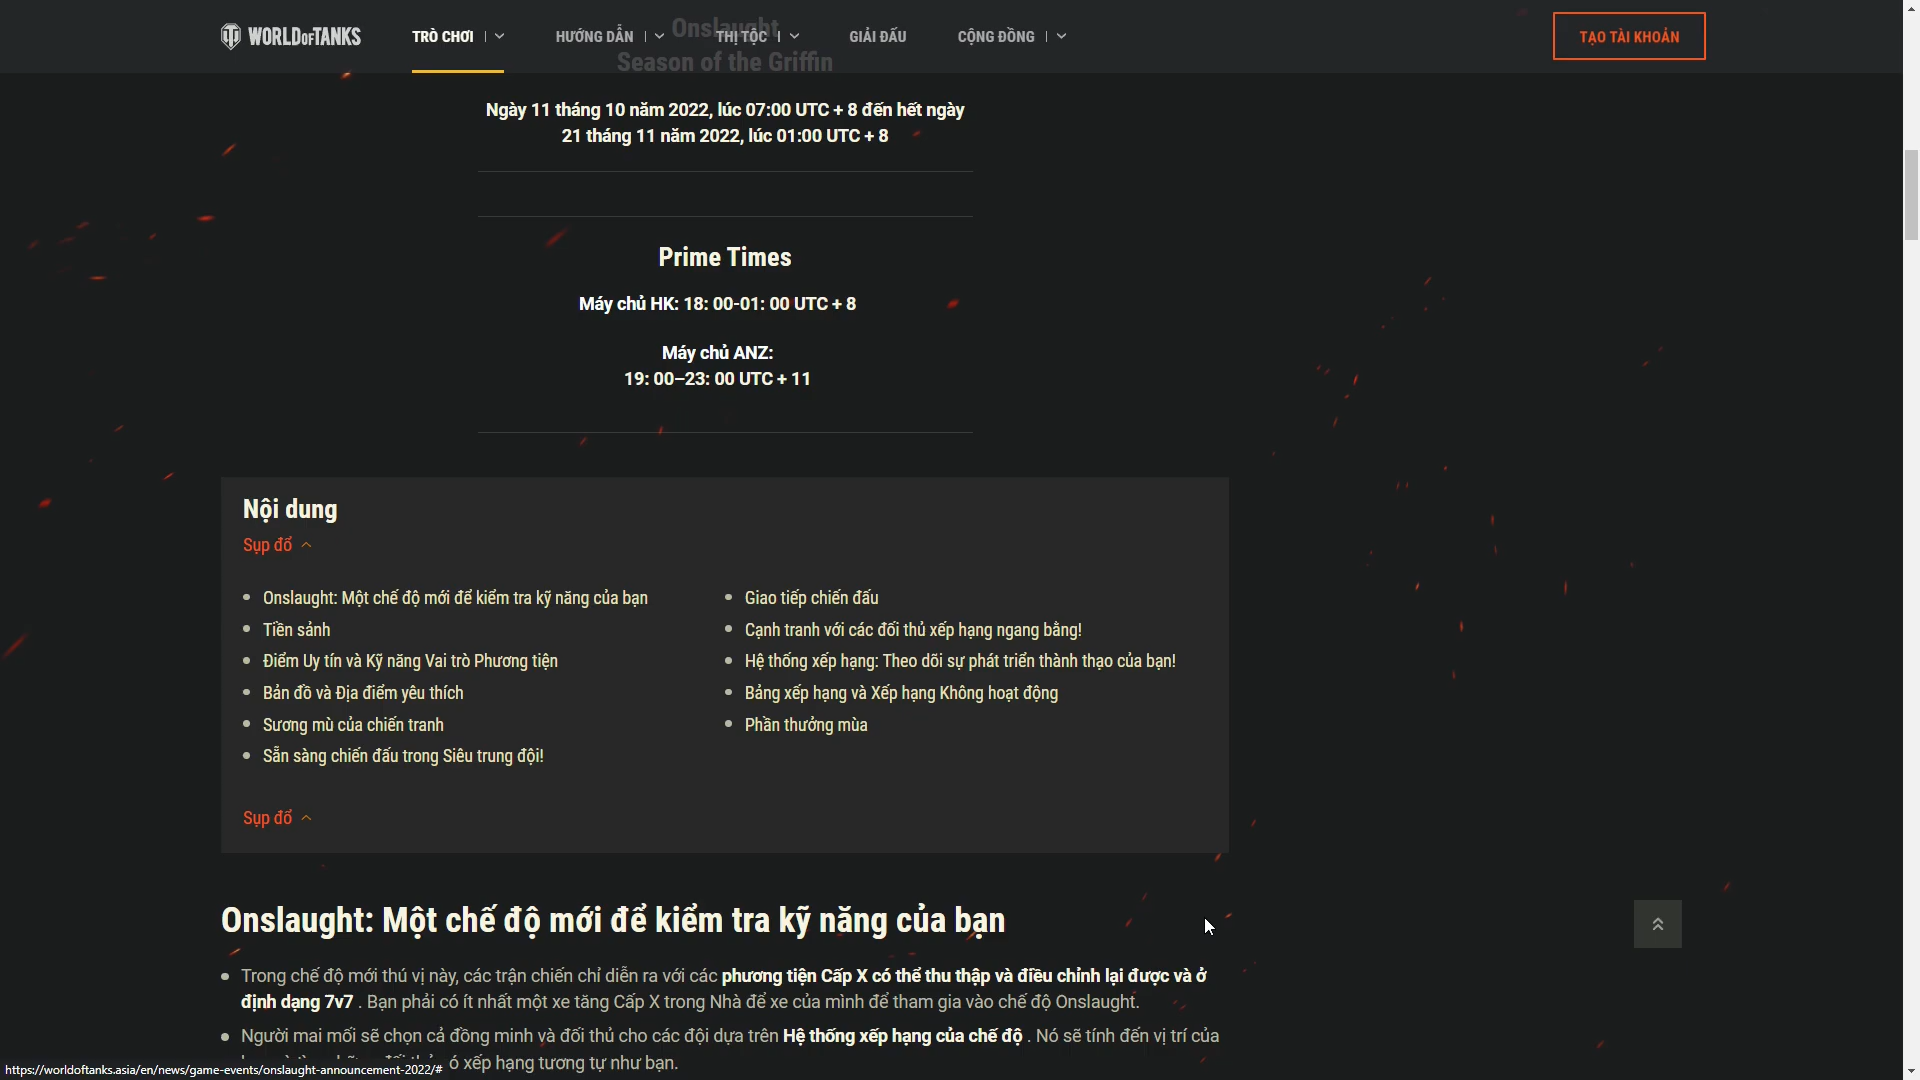 WORLD OF TANKS
TRÒ CHƠI
HƯỚNG DẪN
THỊ TỘC
GIẢI ĐẤU
CỘNG ĐỒNG
TẠO TÀI KHOẢN
Onslaught
Season of the Griffin
Ngày 11 tháng 10 năm 2022, lúc 07:00 UTC + 8 đến hết ngày
21 tháng 11 năm 2022, lúc 01:00 UTC + 8
Prime Times
Máy chủ HK: 18: 00-01: 00 UTC + 8
Máy chủ ANZ:
19: 00–23: 00 UTC + 11
Nội dung
Sụp đổ
Onslaught: Một chế độ mới để kiểm tra kỹ năng của bạn
Tiền sảnh
Điểm Uy tín và Kỹ năng Vai trò Phương tiện
Bản đồ và Địa điểm yêu thích
Sương mù của chiến tranh
Sẵn sàng chiến đấu trong Siêu trung đội!
Giao tiếp chiến đấu
Cạnh tranh với các đối thủ xếp hạng ngang bằng!
Hệ thống xếp hạng: Theo dõi sự phát triển thành thạo của bạn!
Bảng xếp hạng và Xếp hạng Không hoạt động
Phần thưởng mùa
Sụp đổ
Onslaught: Một chế độ mới để kiểm tra kỹ năng của bạn
Trong chế độ mới thú vị này, các trận chiến chỉ diễn ra với các phương tiện Cấp X có thể thu thập và điều chỉnh lại được và ở
định dạng 7v7 . Bạn phải có ít nhất một xe tăng Cấp X trong Nhà để xe của mình để tham gia vào chế độ Onslaught.
Người mai mối sẽ chọn cả đồng minh và đối thủ cho các đội dựa trên Hệ thống xếp hạng của chế độ . Nó sẽ tính đến vị trí của
ó xếp hạng tương tự như bạn.
https://worldoftanks.asia/en/news/game-events/onslaught-announcement-2022/#